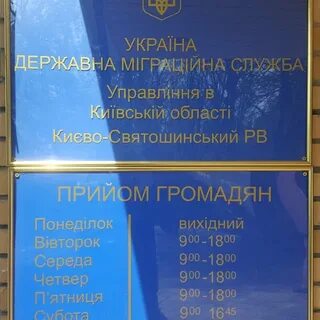 УКРАЇНА
ДЕРЖАВНА МІГРАЦІЙНА СЛУЖБА
Управління в
Київській області
Києво-Святошинський РВ
ПРИЙОМ ГРОМАДЯН
Понеділок вихідний
Вівторок 9⁰⁰-18⁰⁰
Середа 9⁰⁰-18⁰⁰
Четвер 9⁰⁰-18⁰⁰
П'ятниця 9⁰⁰-18⁰⁰
Субота 9⁰⁰ 16⁴⁵